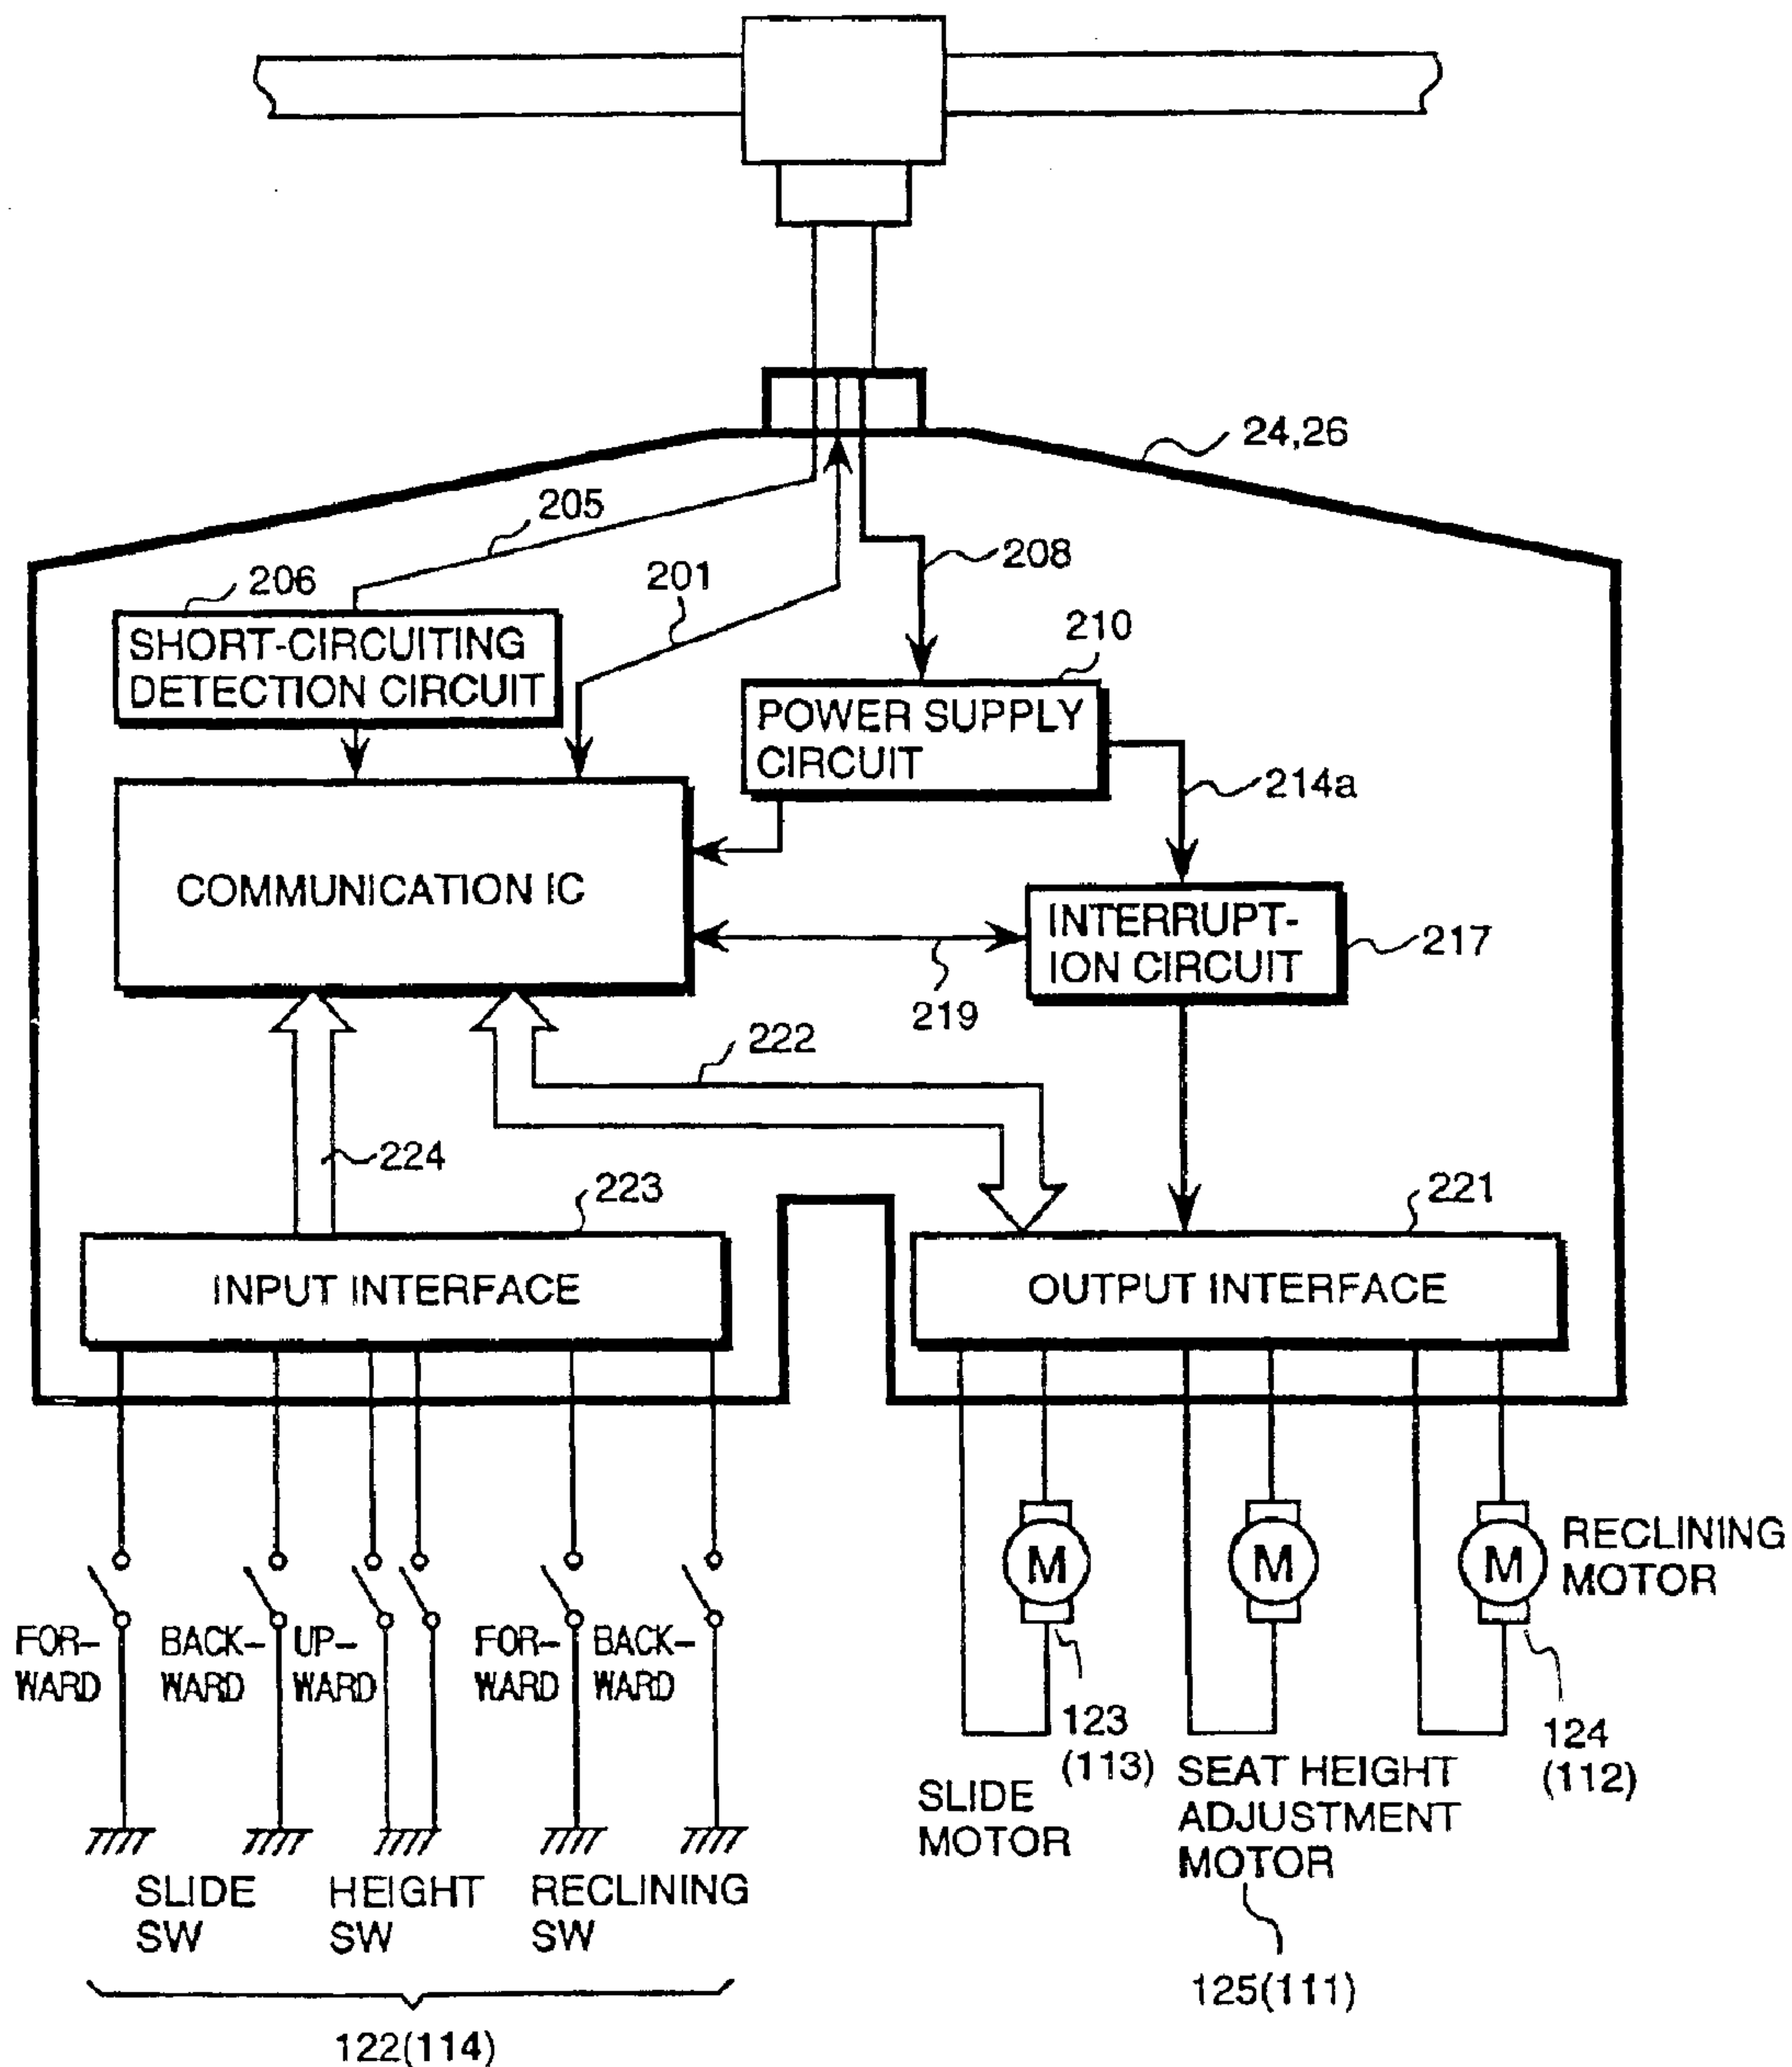 24,26
205
208
206
201
210
SHORT-CIRCUITING
DETECTION CIRCUIT
POWER SUPPLY
CIRCUIT
214a
COMMUNICATION IC
INTERRUPT-
ION CIRCUIT
217
219
222
224
223
221
INPUT INTERFACE
OUTPUT INTERFACE
M
M
M
RECLINING
MOTOR
FOR-
WARD
BACK-
WARD
UP-
WARD
FOR-
WARD
BACK-
WARD
123
(113)
124
(112)
SLIDE
MOTOR
SEAT HEIGHT
ADJUSTMENT
MOTOR
SLIDE
SW
HEIGHT
SW
RECLINING
SW
125(111)
122(114)